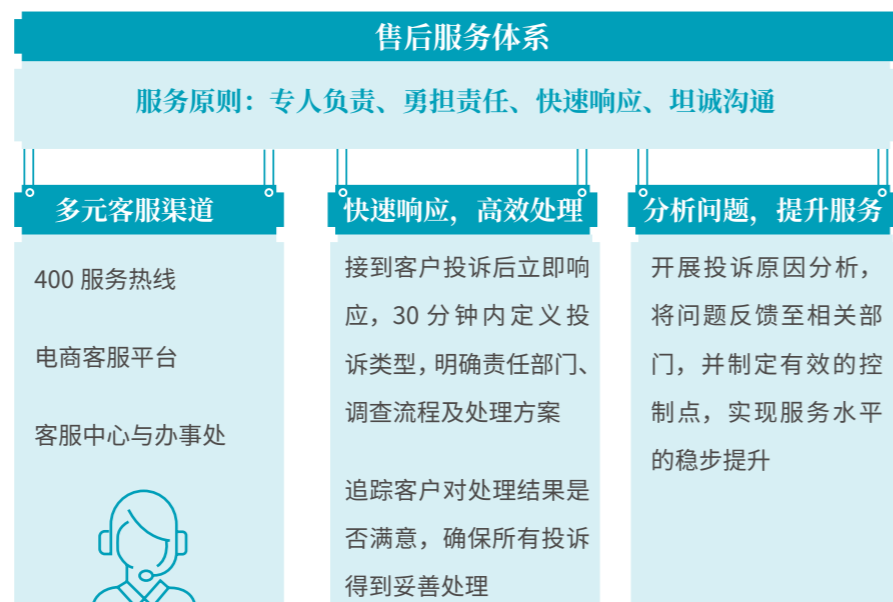 售后服务体系
服务原则：专人负责、勇担责任、快速响应、坦诚沟通
多元客服渠道
400 服务热线
电商客服平台
客服中心与办事处
快速响应，高效处理
接到客户投诉后立即响
应，30 分钟内定义投
诉类型，明确责任部门、
调查流程及处理方案
追踪客户对处理结果是
否满意，确保所有投诉
得到妥善处理
分析问题，提升服务
开展投诉原因分析，
将问题反馈至相关部
门，并制定有效的控
制点，实现服务水平
的稳步提升